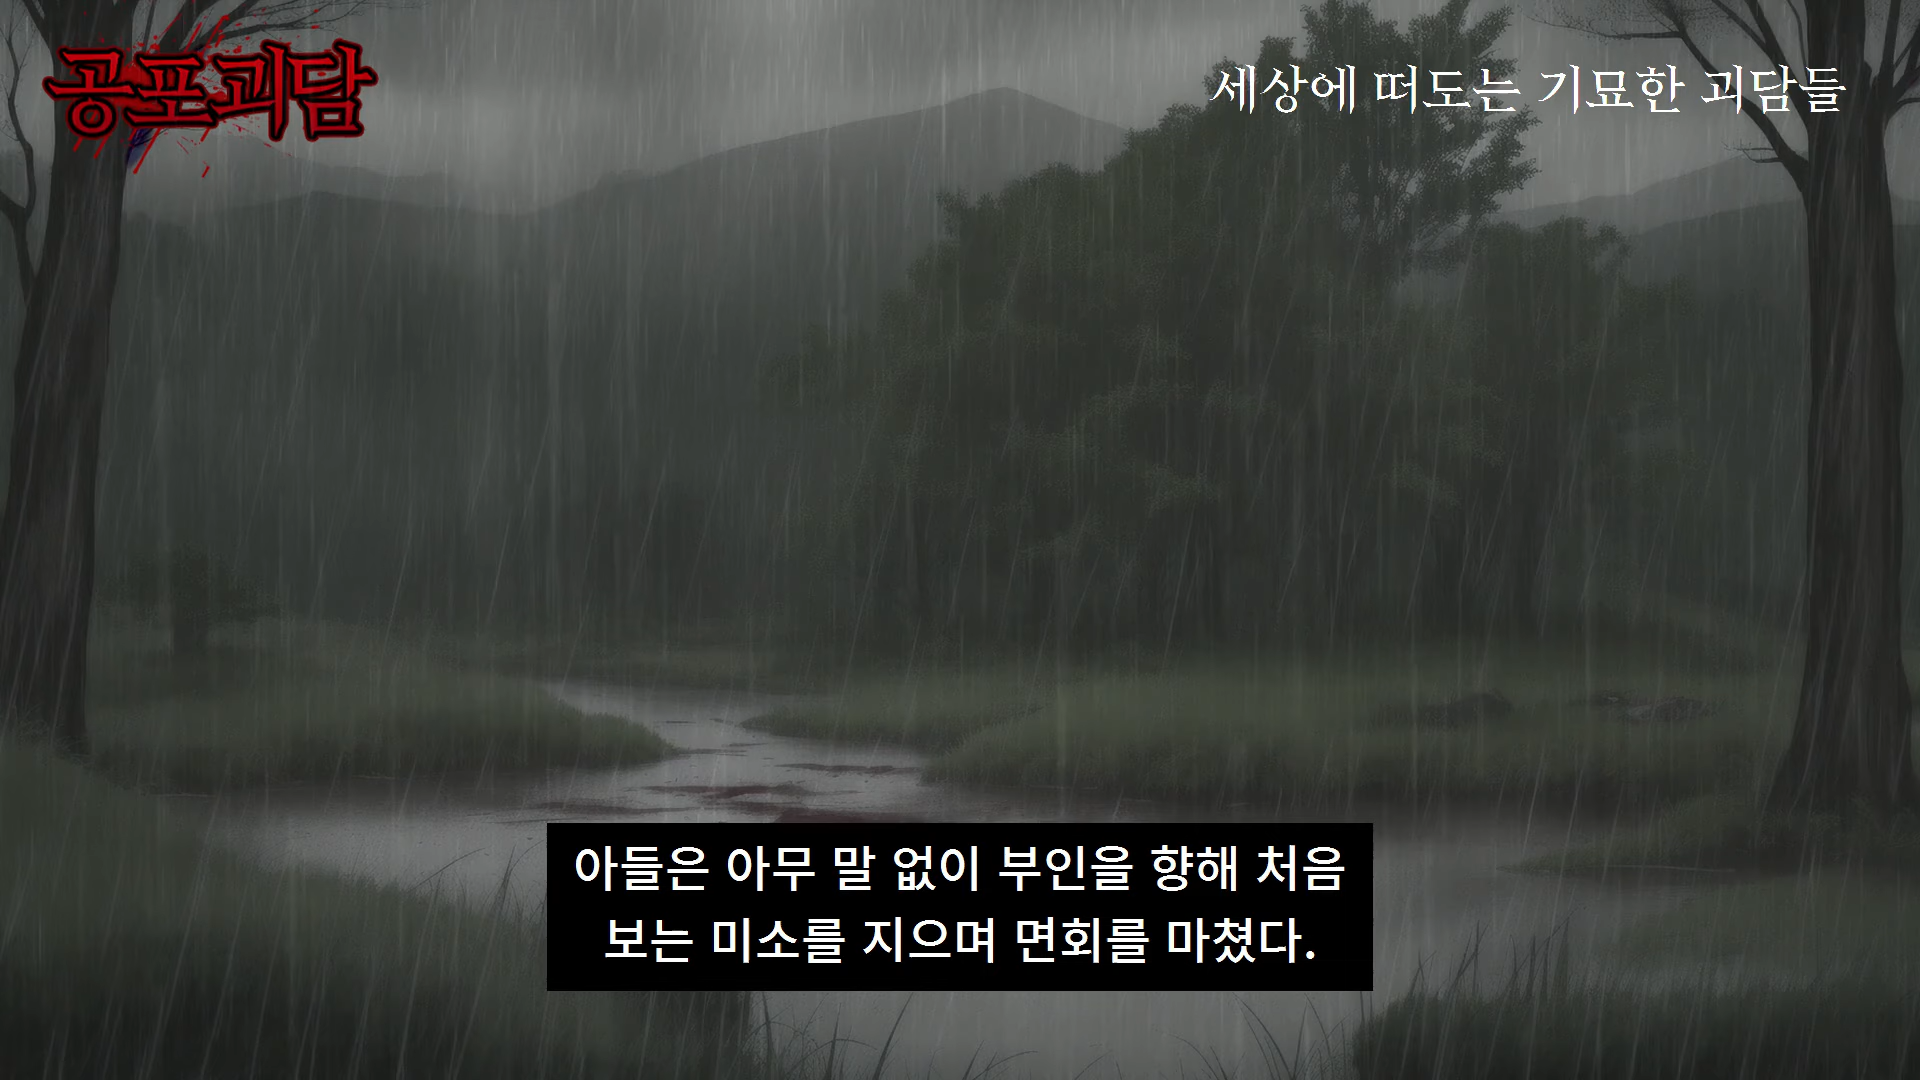 공포괴담
세상에 떠도는 기묘한 괴담들
아들은 아무 말 없이 부인을 향해 처음
보는 미소를 지으며 면회를 마쳤다.